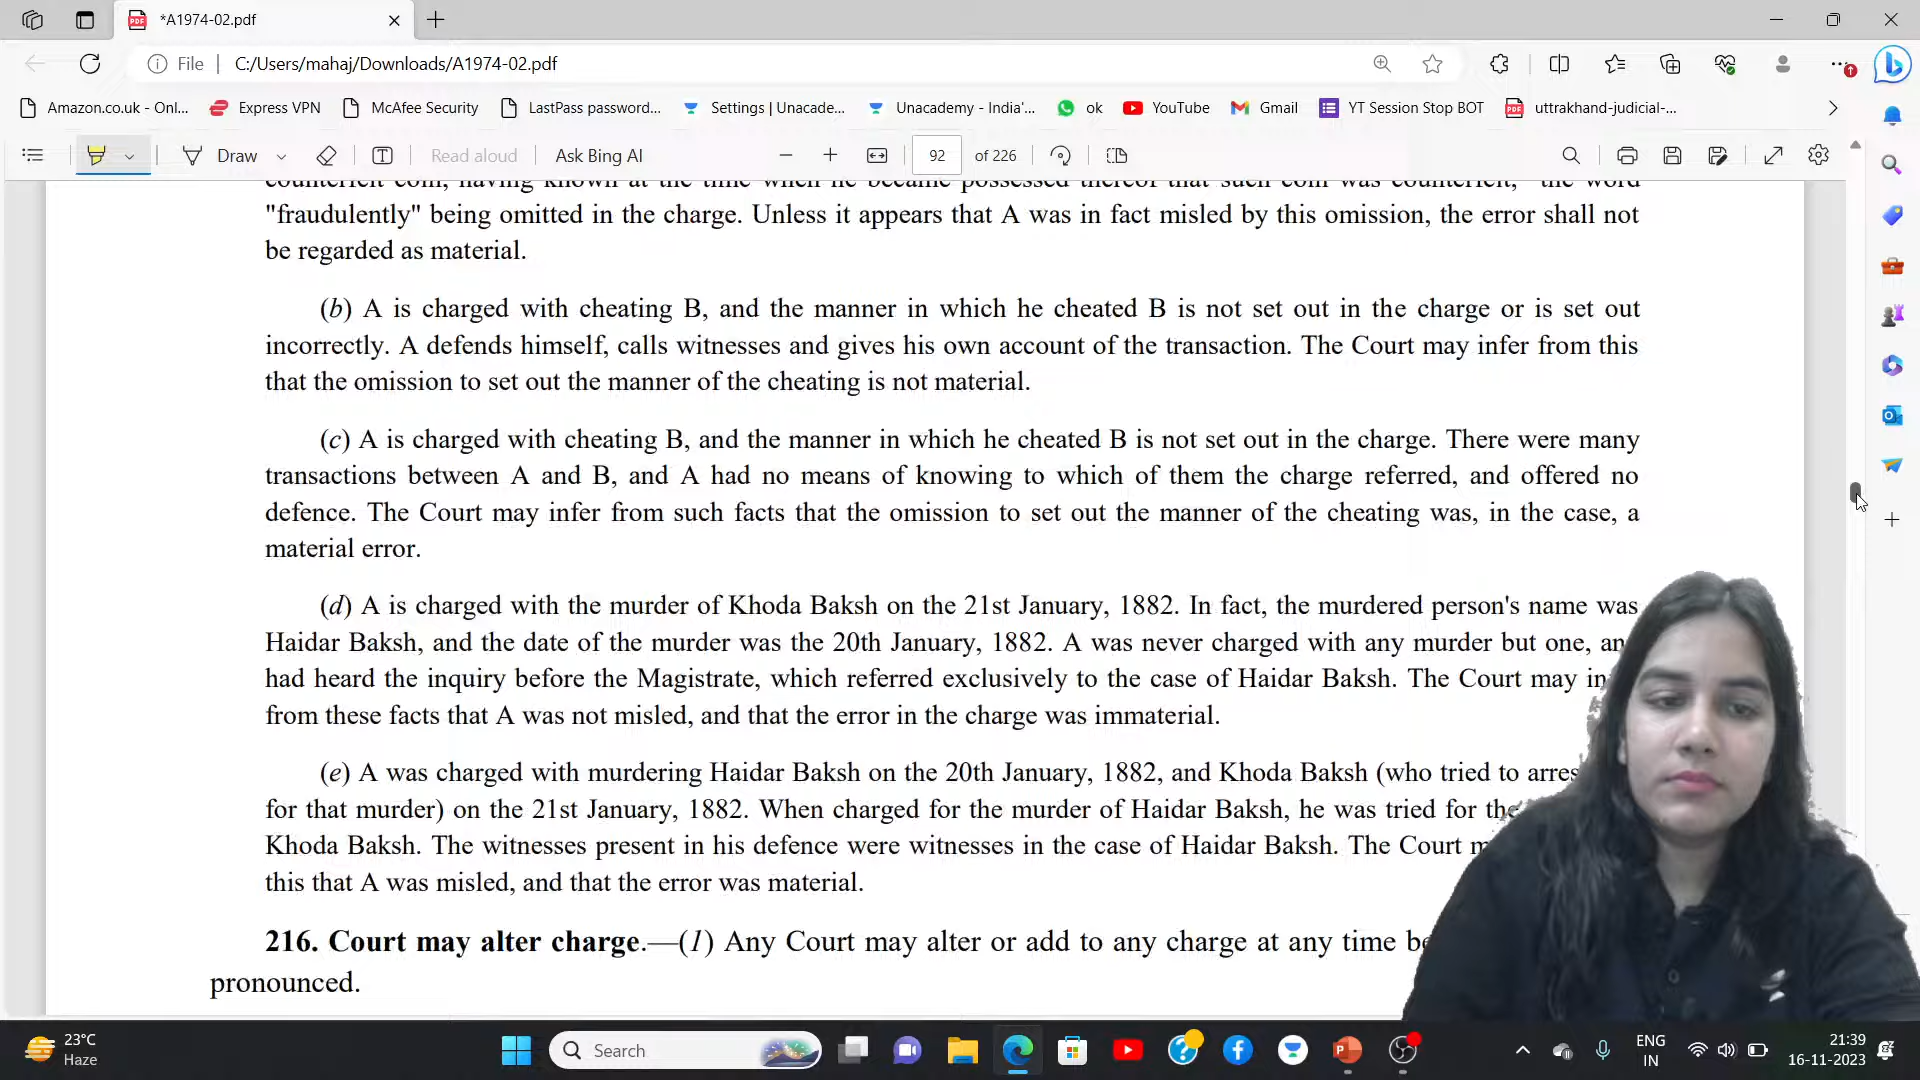 *A1974-02.pdf
File
C:/Users/mahaj/Downloads/A1974-02.pdf
Amazon.co.uk - Onl...
Express VPN
McAfee Security
LastPass password...
Settings | Unacade...
Unacademy - India'...
ok
YouTube
Gmail
YT Session Stop BOT
uttrakhand-judicial-...
Draw
Read aloud
Ask Bing AI
92
of 226
counterfeit coin, having known at the time when he became possessed thereof that such coin was counterfeit," the word
"fraudulently" being omitted in the charge. Unless it appears that A was in fact misled by this omission, the error shall not
be regarded as material.
(b) A is charged with cheating B, and the manner in which he cheated B is not set out in the charge or is set out
incorrectly. A defends himself, calls witnesses and gives his own account of the transaction. The Court may infer from this
that the omission to set out the manner of the cheating is not material.
(c) A is charged with cheating B, and the manner in which he cheated B is not set out in the charge. There were many
transactions between A and B, and A had no means of knowing to which of them the charge referred, and offered no
defence. The Court may infer from such facts that the omission to set out the manner of the cheating was, in the case, a
material error.
(d) A is charged with the murder of Khoda Baksh on the 21st January, 1882. In fact, the murdered person's name was
Haidar Baksh, and the date of the murder was the 20th January, 1882. A was never charged with any murder but one, an
had heard the inquiry before the Magistrate, which referred exclusively to the case of Haidar Baksh. The Court may in
from these facts that A was not misled, and that the error in the charge was immaterial.
(e) A was charged with murdering Haidar Baksh on the 20th January, 1882, and Khoda Baksh (who tried to arres
for that murder) on the 21st January, 1882. When charged for the murder of Haidar Baksh, he was tried for the
Khoda Baksh. The witnesses present in his defence were witnesses in the case of Haidar Baksh. The Court m
this that A was misled, and that the error was material.
216. Court may alter charge.—(1) Any Court may alter or add to any charge at any time be
pronounced.
23°C
Haze
Search
ENG
IN
21:39
16-11-2023